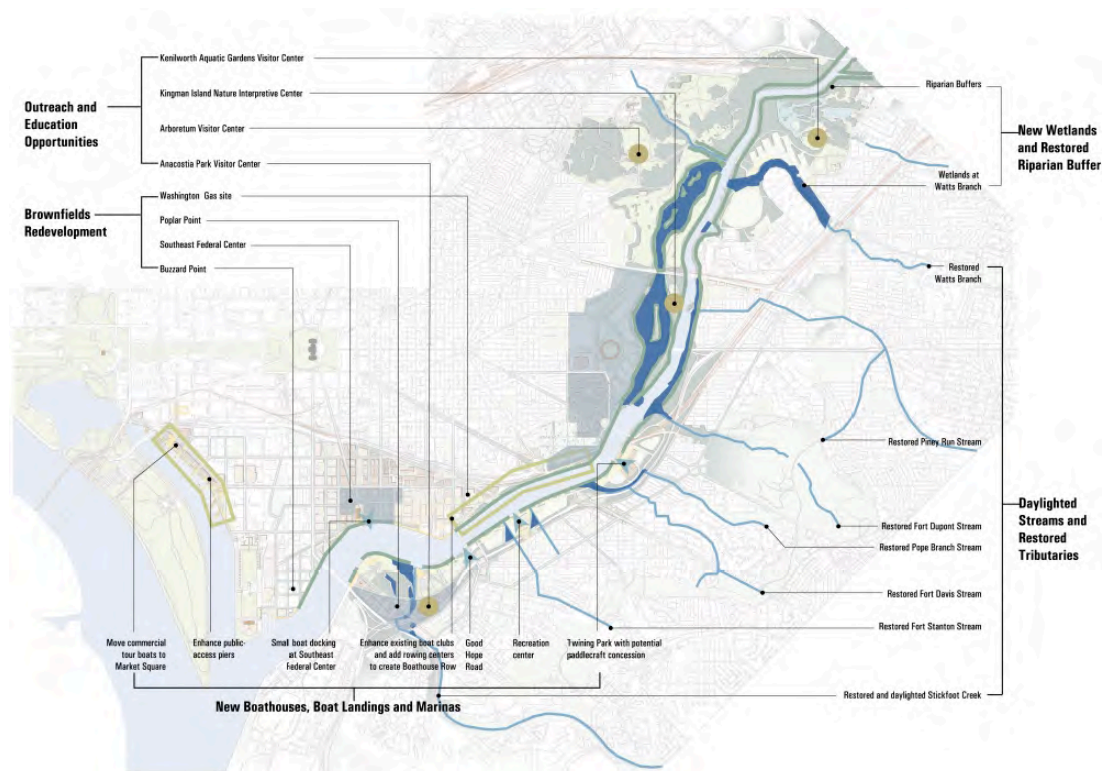 Outreach and
Education
Opportunities
Kenilworth Aquatic Gardens Visitor Center
Kingman Island Nature Interpretive Center
Arboretum Visitor Center
Anacostia Park Visitor Center
Brownfields
Redevelopment
Washington Gas site
Poplar Point
Southeast Federal Center
Buzzard Point
Riparian Buffers
New Wetlands
and Restored
Riparian Buffer
Wetlands at
Watts Branch
Restored
Watts Branch
Restored Piney Run Stream
Daylighted
Streams and
Restored
Tributaries
Restored Fort Dupont Stream
Restored Pope Branch Stream
Restored Fort Davis Stream
Restored Fort Stanton Stream
Restored and daylighted Stickfoot Creek
Move commercial
tour boats to
Market Square
Enhance public-
access piers
Small boat docking
at Southeast
Federal Center
Enhance existing boat clubs
and add rowing centers
to create Boathouse Row
Good
Hope
Road
Recreation
center
Twining Park with potential
paddlecraft concession
New Boathouses, Boat Landings and Marinas